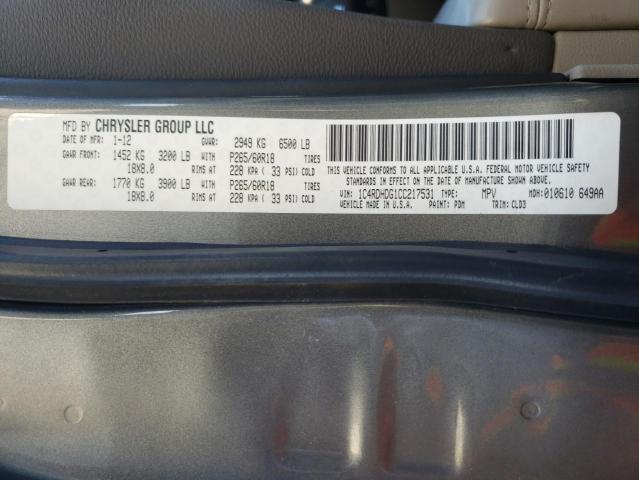 MFD BY CHRYSLER GROUP LLC
DATE OF MFR: 1-12 GVWR: 2949 KG 6500 LB
GAWR FRONT: 1452 KG 3200 LB WITH P265/60R18 TIRES
18X8.0 RIMS AT 228 KPA ( 33 PSI) COLD
GAWR REAR: 1770 KG 3900 LB WITH P265/60R18 TIRES
18X8.0 RIMS AT 228 KPA ( 33 PSI) COLD
THIS VEHICLE CONFORMS TO ALL APPLICABLE U.S.A. FEDERAL MOTOR VEHICLE SAFETY
STANDARDS IN EFFECT ON THE DATE OF MANUFACTURE SHOWN ABOVE.
VIN: 1C4RDHDG1CC217531 TYPE: MPV MDH: 010610 649AA
VEHICLE MADE IN U.S.A. PAINT: PDM TRIM: CLD3